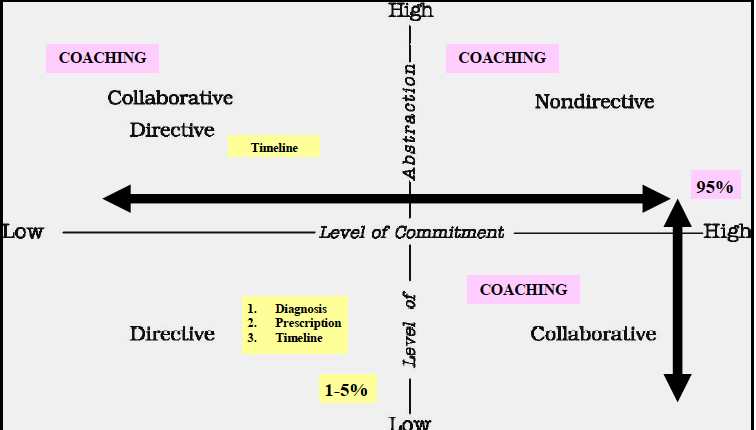 High
COACHING
COACHING
Collaborative
Directive
Nondirective
Timeline
Abstraction
95%
Low
Level of Commitment
High
COACHING
1. Diagnosis
2. Prescription
3. Timeline
Directive
Level of
Collaborative
1-5%
Low